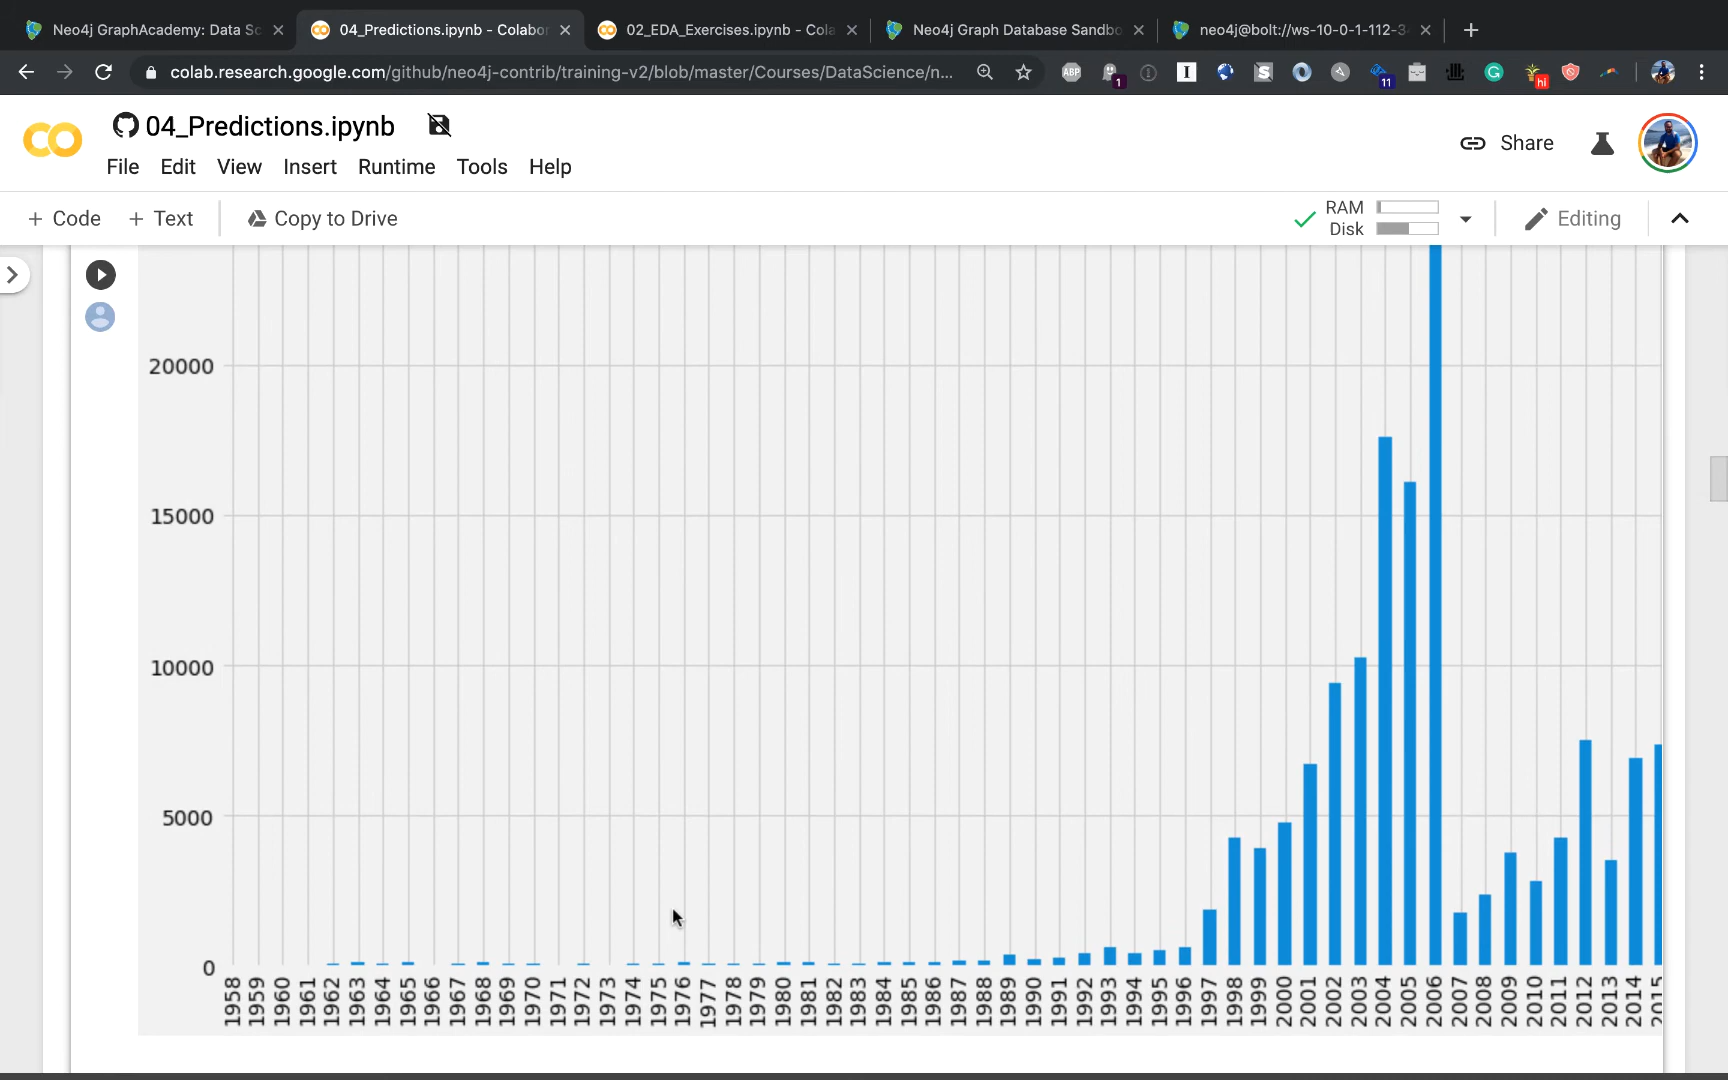 Neo4j GraphAcademy: Data Sc
04_Predictions.ipynb - Colabor
02_EDA_Exercises.ipynb - Cola
Neo4j Graph Database Sandbo
neo4j@bolt://ws-10-0-1-112-3
colab.research.google.com/github/neo4j-contrib/training-v2/blob/master/Courses/DataScience/n...
ABP
1
I
S
11
G
hi
CO
04_Predictions.ipynb
Share
File Edit View Insert Runtime Tools Help
+ Code + Text
Copy to Drive
RAM
Disk
Editing
20000
15000
10000
5000
0
1958 1959 1960 1961 1962 1963 1964 1965 1966 1967 1968 1969 1970 1971 1972 1973 1974 1975 1976 1977 1978 1979 1980 1981 1982 1983 1984 1985 1986 1987 1988 1989 1990 1991 1992 1993 1994 1995 1996 1997 1998 1999 2000 2001 2002 2003 2004 2005 2006 2007 2008 2009 2010 2011 2012 2013 2014 2015